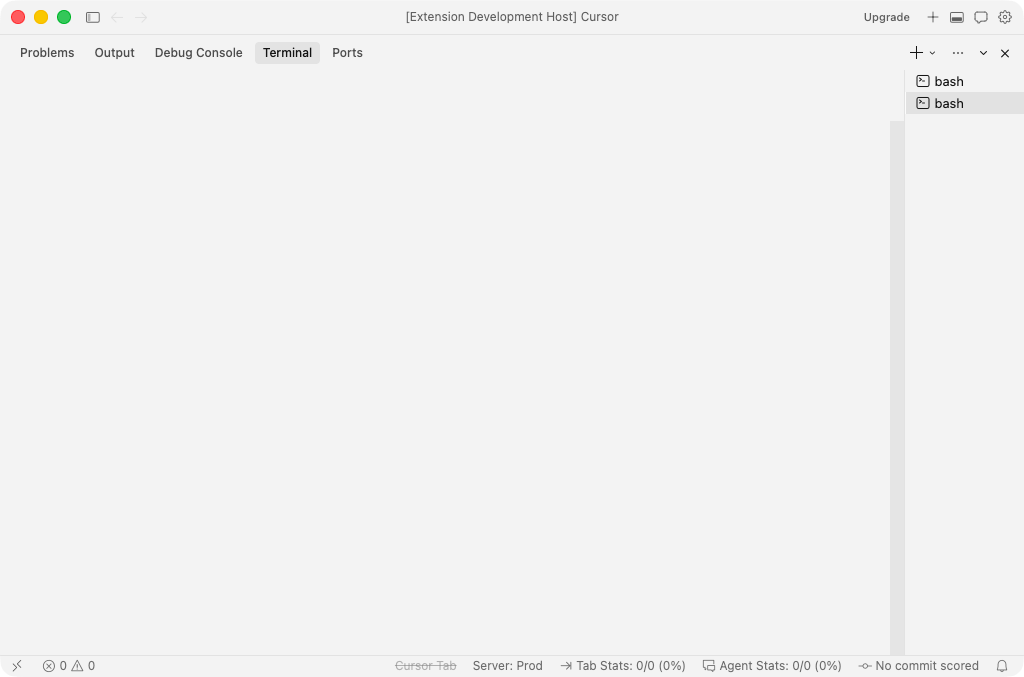 [Extension Development Host] Cursor
Upgrade
Problems Output Debug Console Terminal Ports
bash
bash
0 0 Cursor Tab Server: Prod Tab Stats: 0/0 (0%) Agent Stats: 0/0 (0%) No commit scored